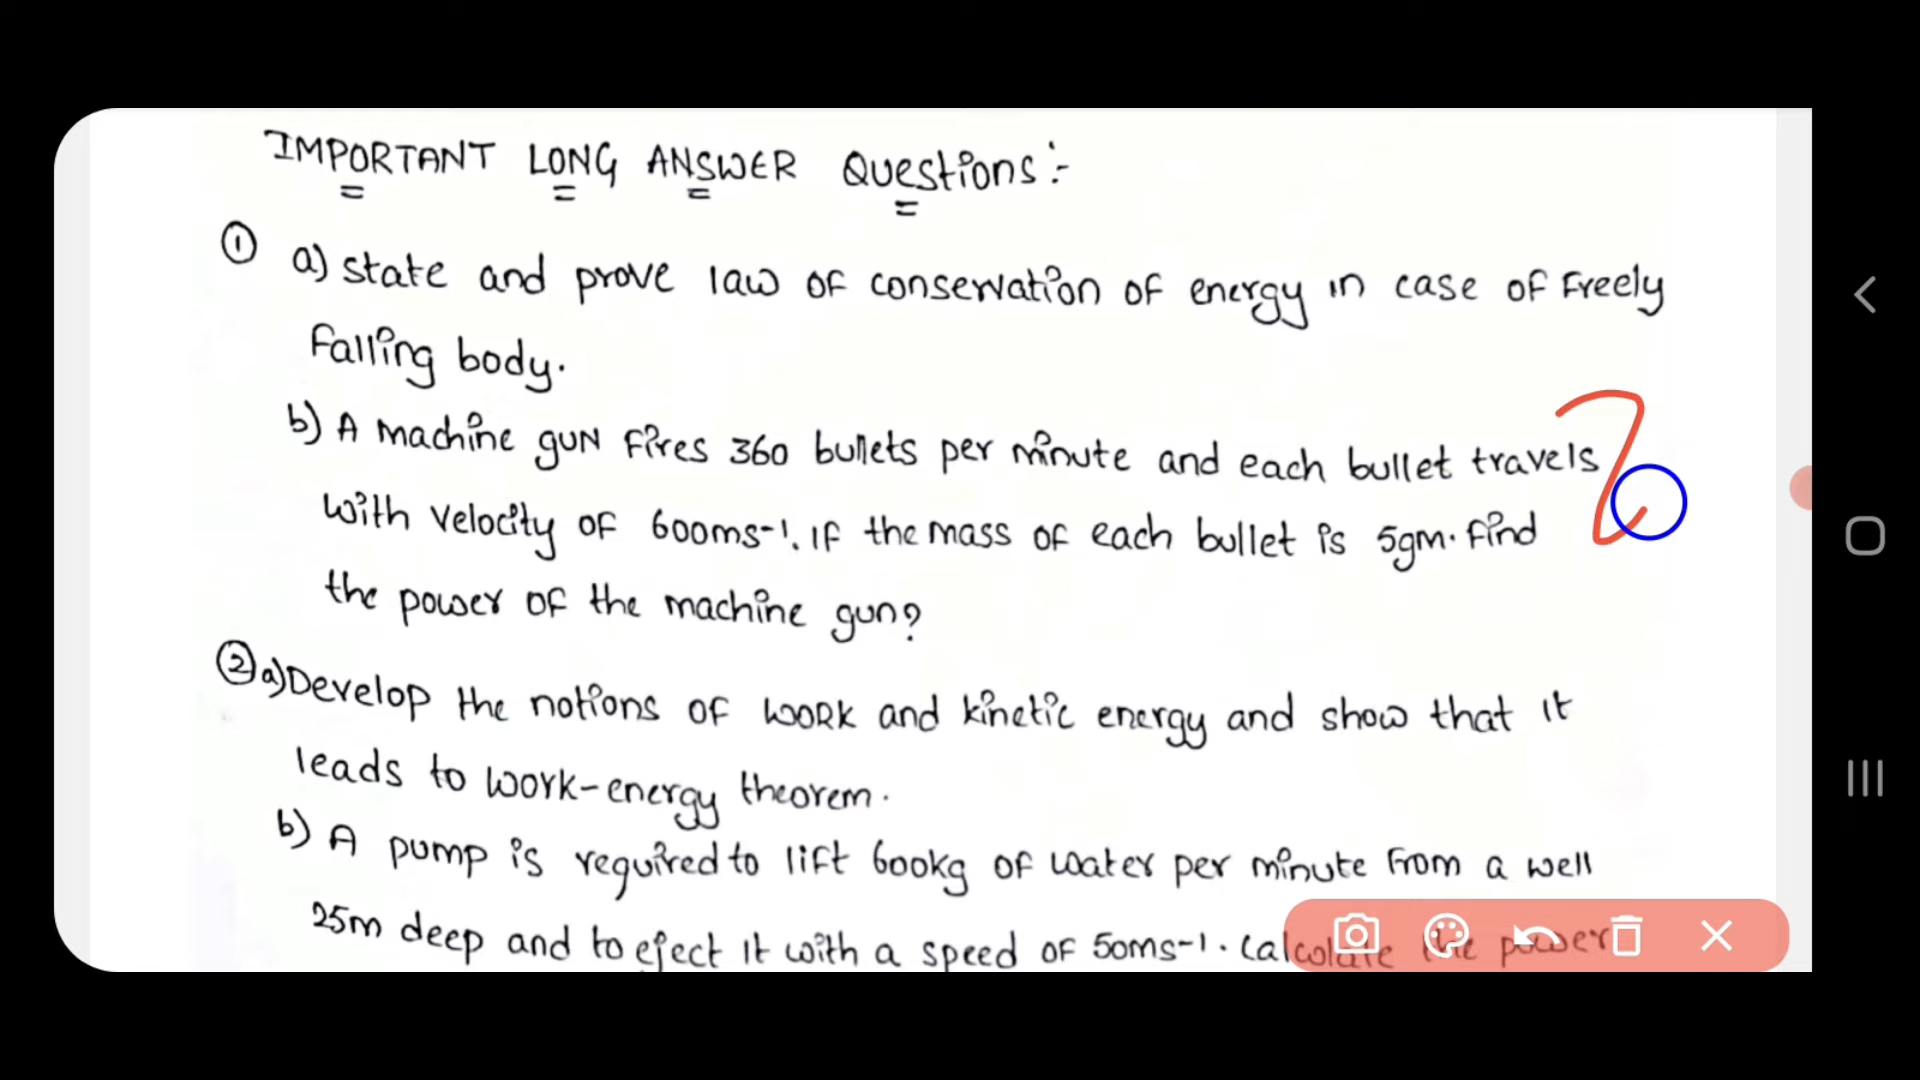 IMPORTANT LONG ANSWER Questions :-
① a) state and prove law of conservation of energy in case of Freely
Falling body.
b) A machine gun Fires 360 bullets per minute and each bullet travels
with velocity of 600ms-1. If the mass of each bullet is 5gm. Find
the power of the machine gun?
② a) Develop the notions of work and kinetic energy and show that it
leads to work-energy theorem.
b) A pump is required to lift 600kg of water per minute From a well
25m deep and to eject it with a speed of 50ms-1. Calculate the power